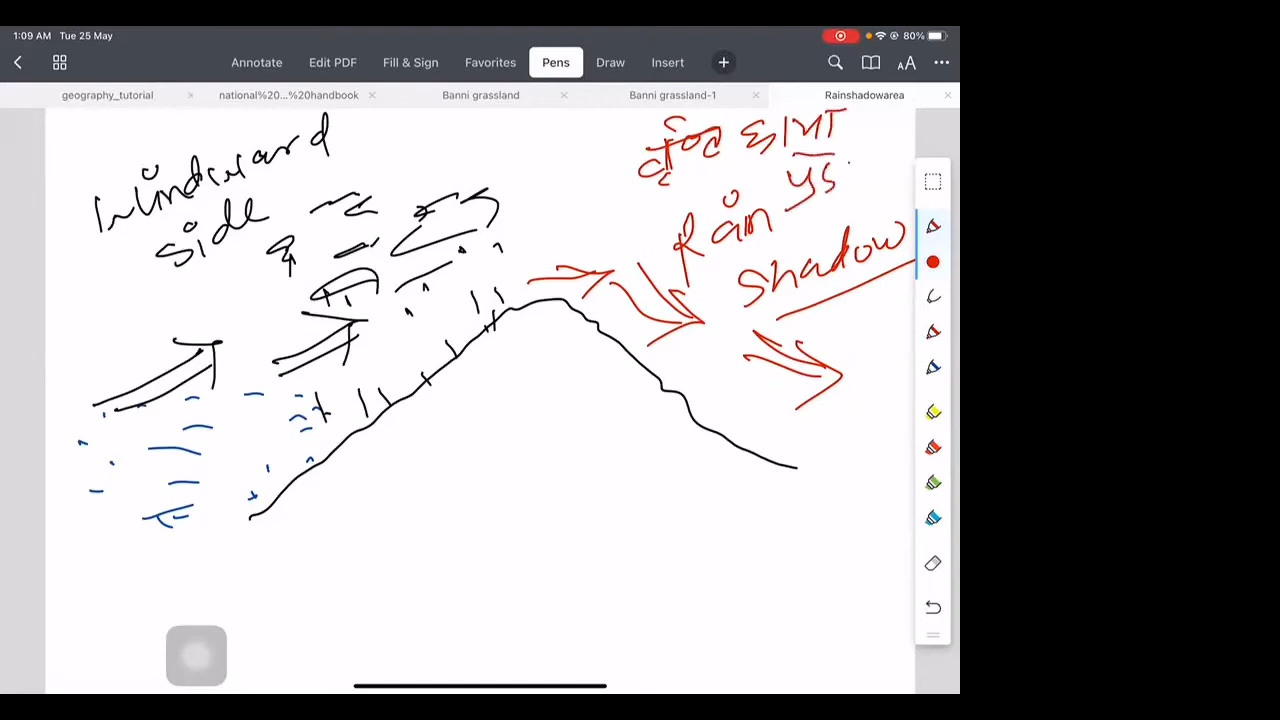 1:09 AM Tue 25 May
80%
Annotate Edit PDF Fill & Sign Favorites Pens Draw Insert
geography_tutorial national%20...%20handbook Banni grassland Banni grassland-1 Rainshadowarea
Windward
side
Rain
Shadow